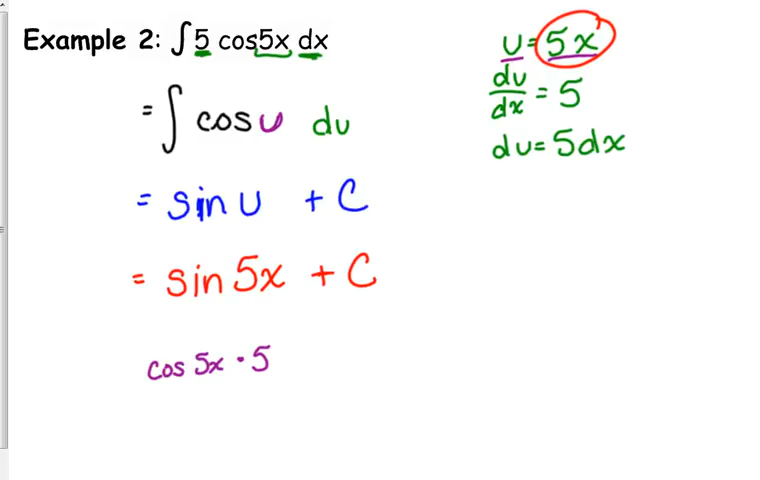 Example 2: ∫ 5 cos5x dx
= ∫ cos u du
= sin u + C
= sin 5x + C
cos 5x · 5
u = 5x
du/dx = 5
du = 5dx